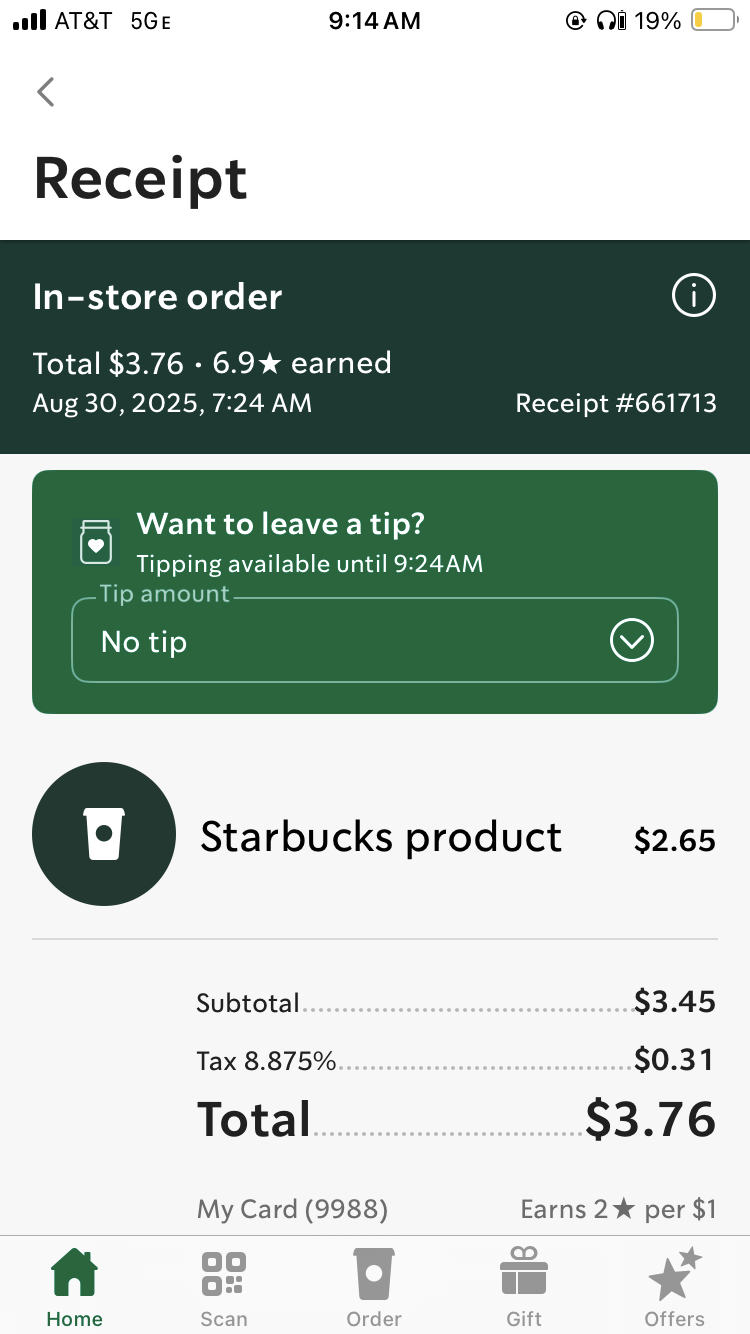 AT&T 5GE 9:14 AM 19%
Receipt
In-store order
Total $3.76 • 6.9★ earned
Aug 30, 2025, 7:24 AM Receipt #661713
Want to leave a tip?
Tipping available until 9:24AM
Tip amount
No tip
Starbucks product $2.65
Subtotal $3.45
Tax 8.875% $0.31
Total $3.76
My Card (9988) Earns 2★ per $1
Home Scan Order Gift Offers